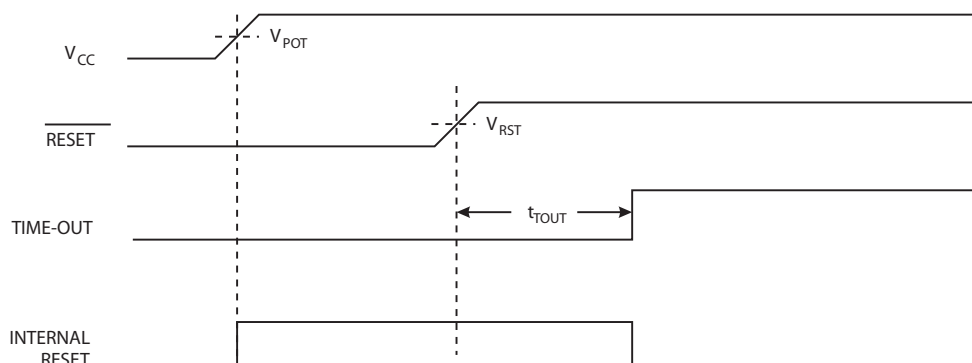 V_CC
V_POT
RESET
V_RST
TIME-OUT
t_TOUT
INTERNAL
RESET